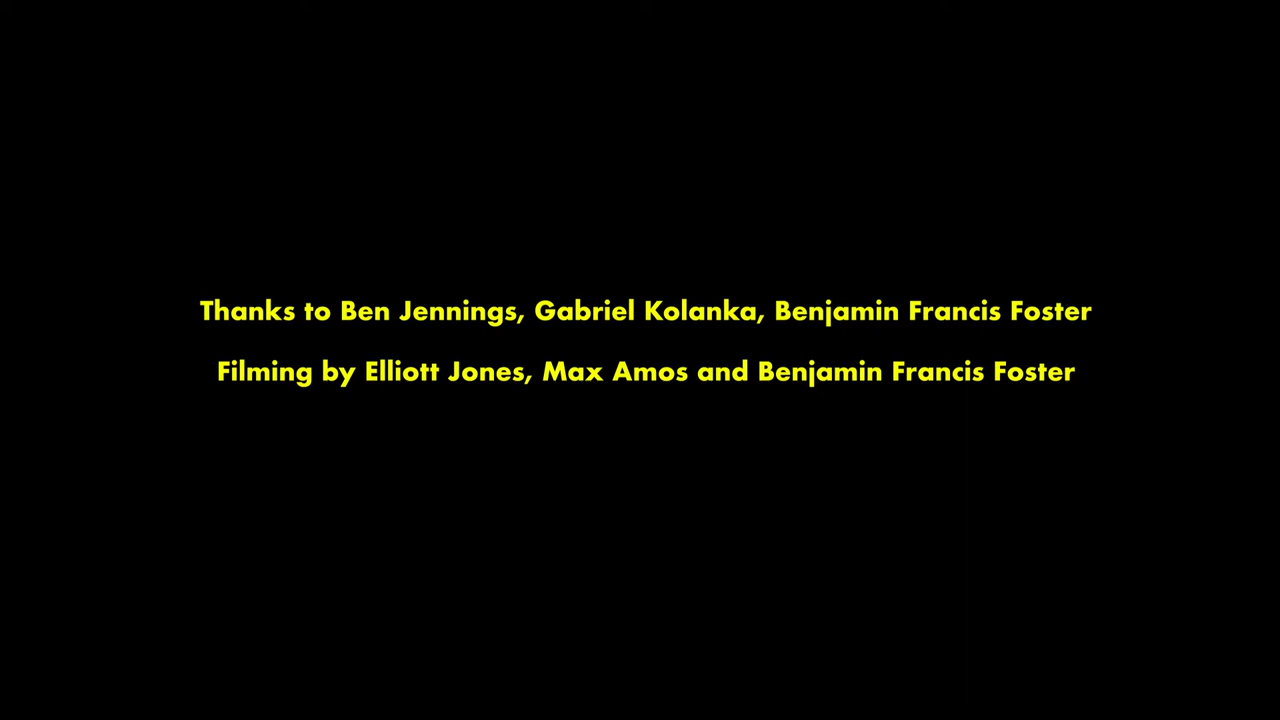 Thanks to Ben Jennings, Gabriel Kolanka, Benjamin Francis Foster
Filming by Elliott Jones, Max Amos and Benjamin Francis Foster